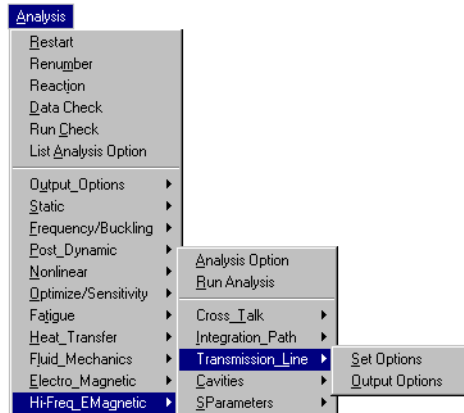 Analysis
Restart
Renumber
Reaction
Data Check
Run Check
List Analysis Option
Output_Options
Static
Frequency/Buckling
Post_Dynamic
Nonlinear
Optimize/Sensitivity
Fatigue
Heat_Transfer
Fluid_Mechanics
Electro_Magnetic
Hi-Freq_EMagnetic
Analysis Option
Run Analysis
Cross_Talk
Integration_Path
Transmission_Line
Cavities
SParameters
Set Options
Output Options